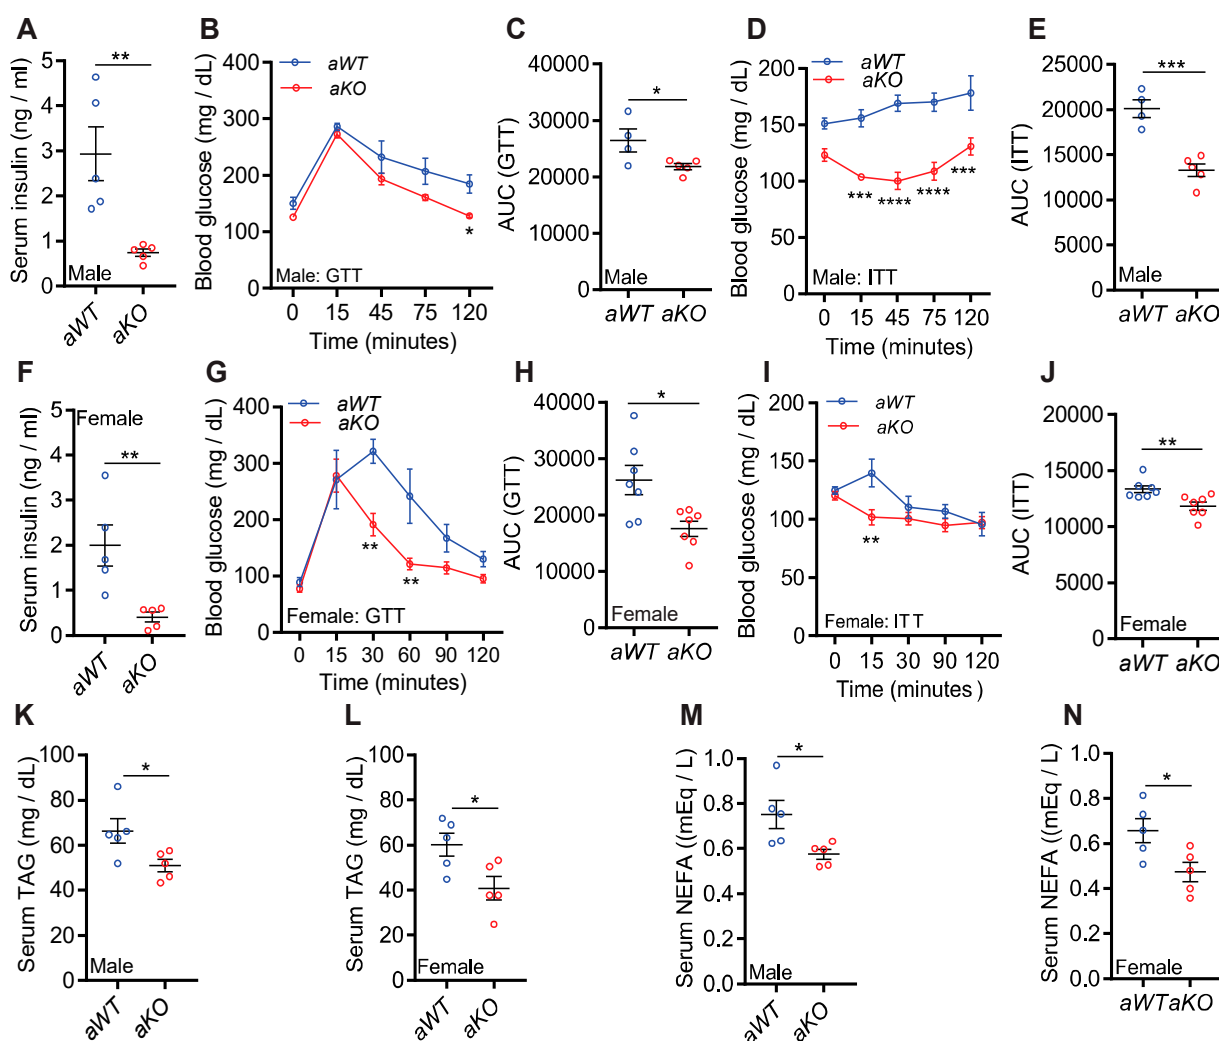 A
Serum insulin (ng / ml)
5
4
3
2
1
0
**
Male
aWT
aKO
B
Blood glucose (mg / dL)
400
300
200
100
0
aWT
aKO
*
Male: GTT
0 15 45 75 120
Time (minutes)
C
AUC (GTT)
40000
30000
20000
10000
0
*
Male
aWT aKO
D
Blood glucose (mg / dL)
200
150
100
50
0
aWT
aKO
*** **** **** ***
Male: ITT
0 15 45 75 120
Time (minutes)
E
AUC (ITT)
25000
20000
15000
10000
5000
0
***
Male
aWT aKO
F
Serum insulin (ng / ml)
5
4
3
2
1
0
Female
**
aWT
aKO
G
Blood glucose (mg / dL)
400
300
200
100
0
aWT
aKO
**
**
Female: GTT
0 15 30 60 90 120
Time (minutes)
H
AUC (GTT)
40000
30000
20000
10000
0
*
Female
aWT aKO
I
Blood glucose (mg / dL)
200
150
100
50
0
aWT
aKO
**
Female: ITT
0 15 30 90 120
Time (minutes)
J
AUC (ITT)
20000
15000
10000
5000
0
**
Female
aWT aKO
K
Serum TAG (mg / dL)
100
80
60
40
20
0
*
Male
aWT
aKO
L
Serum TAG (mg / dL)
100
80
60
40
20
0
*
Female
aWT
aKO
M
Serum NEFA (mEq / L)
1.0
0.8
0.6
0.4
0.2
0.0
*
Male
aWT
aKO
N
Serum NEFA ((mEq / L)
1.0
0.8
0.6
0.4
0.2
0.0
*
Female
aWTaKO